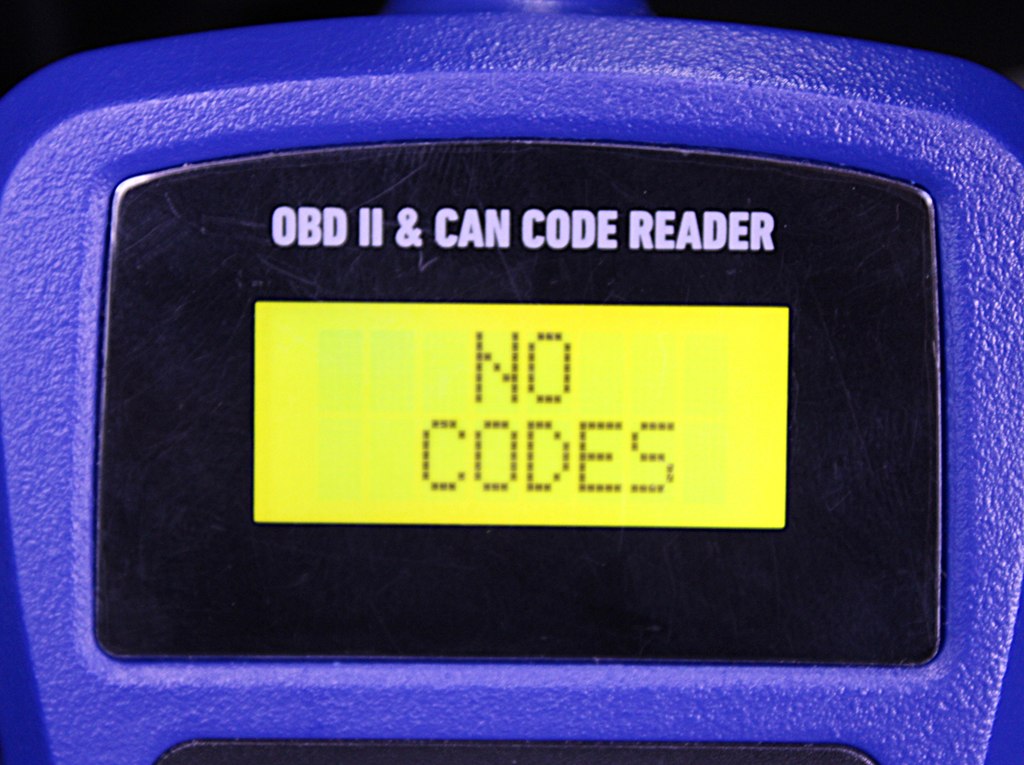 OBD II & CAN CODE READER
NO
CODES